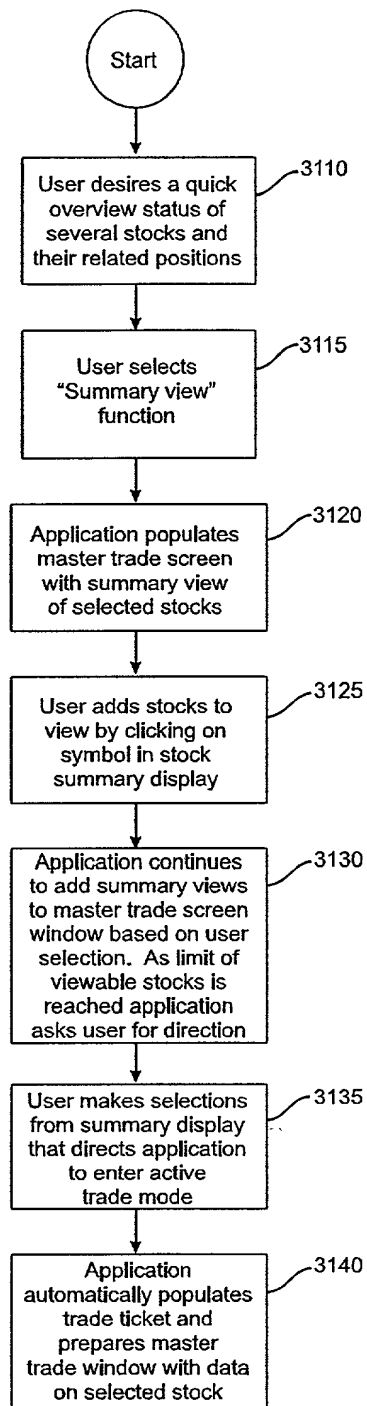 Start
3110
User desires a quick
overview status of
several stocks and
their related positions
3115
User selects
“Summary view”
function
3120
Application populates
master trade screen
with summary view
of selected stocks
3125
User adds stocks to
view by clicking on
symbol in stock
summary display
3130
Application continues
to add summary views
to master trade screen
window based on user
selection. As limit of
viewable stocks is
reached application
asks user for direction
3135
User makes selections
from summary display
that directs application
to enter active
trade mode
3140
Application
automatically populates
trade ticket and
prepares master
trade window with data
on selected stock